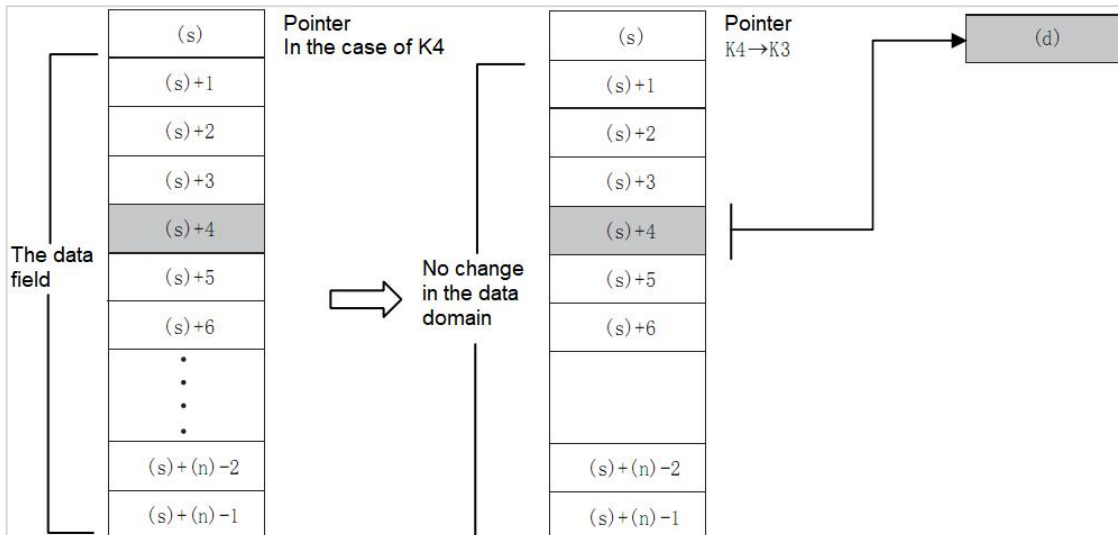 (s)
Pointer
In the case of K4
(s)+1
(s)+2
(s)+3
(s)+4
(s)+5
(s)+6
(s)+(n)-2
(s)+(n)-1
The data
field
(s)
Pointer
K4→K3
(d)
(s)+1
(s)+2
(s)+3
(s)+4
(s)+5
(s)+6
(s)+(n)-2
(s)+(n)-1
No change
in the data
domain